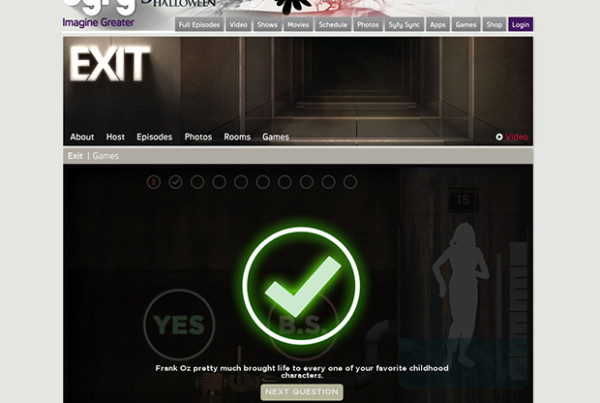 syfy
HALLOWEEN
Imagine Greater
Full Episodes Video Shows Movies Schedule Photos Syfy Sync Apps Games Shop Login
EXIT
About Host Episodes Photos Rooms Games Video
Exit | Games
15
YES B.S.
Frank Oz pretty much brought life to every one of your favorite childhood
characters.
NEXT QUESTION